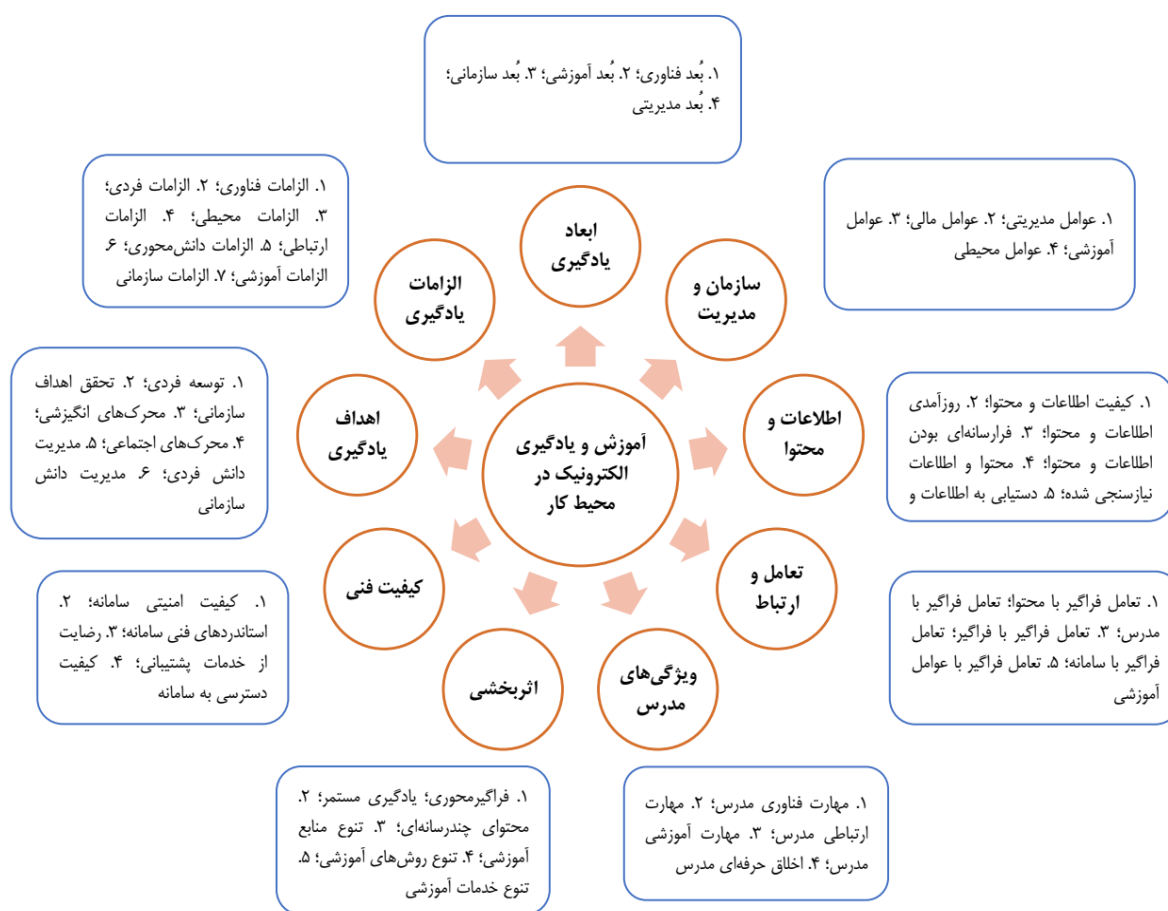 ۱. بُعد فناوری؛ ۲. بُعد آموزشی؛ ۳. بُعد سازمانی؛
۴. بُعد مدیریتی
ابعاد
یادگیری
۱. عوامل مدیریتی؛ ۲. عوامل مالی؛ ۳. عوامل
آموزشی؛ ۴. عوامل محیطی
سازمان و
مدیریت
۱. کیفیت اطلاعات و محتوا؛ ۲. روزآمدی
اطلاعات و محتوا؛ ۳. فرارسانه‌ای بودن
اطلاعات و محتوا؛ ۴. محتوا و اطلاعات
نیازسنجی شده؛ ۵. دستیابی به اطلاعات و
اطلاعات و
محتوا
۱. تعامل فراگیر با محتوا؛ تعامل فراگیر با
مدرس؛ ۳. تعامل فراگیر با فراگیر؛ تعامل
فراگیر با سامانه؛ ۵. تعامل فراگیر با عوامل
آموزشی
تعامل و
ارتباط
۱. مهارت فناوری مدرس؛ ۲. مهارت
ارتباطی مدرس؛ ۳. مهارت آموزشی
مدرس؛ ۴. اخلاق حرفه‌ای مدرس
ویژگی‌های
مدرس
۱. فراگیرمحوری؛ یادگیری مستمر؛ ۲.
محتوای چندرسانه‌ای؛ ۳. تنوع منابع
آموزشی؛ ۴. تنوع روش‌های آموزشی؛ ۵.
تنوع خدمات آموزشی
اثربخشی
۱. کیفیت امنیتی سامانه؛ ۲.
استاندردهای فنی سامانه؛ ۳. رضایت
از خدمات پشتیبانی؛ ۴. کیفیت
دسترسی به سامانه
کیفیت فنی
۱. توسعه فردی؛ ۲. تحقق اهداف
سازمانی؛ ۳. محرک‌های انگیزشی؛
۴. محرک‌های اجتماعی؛ ۵. مدیریت
دانش فردی؛ ۶. مدیریت دانش
سازمانی
اهداف
یادگیری
۱. الزامات فناوری؛ ۲. الزامات فردی؛
۳. الزامات محیطی؛ ۴. الزامات
ارتباطی؛ ۵. الزامات دانش‌محوری؛ ۶.
الزامات آموزشی؛ ۷. الزامات سازمانی
الزامات
یادگیری
آموزش و یادگیری
الکترونیک در
محیط کار